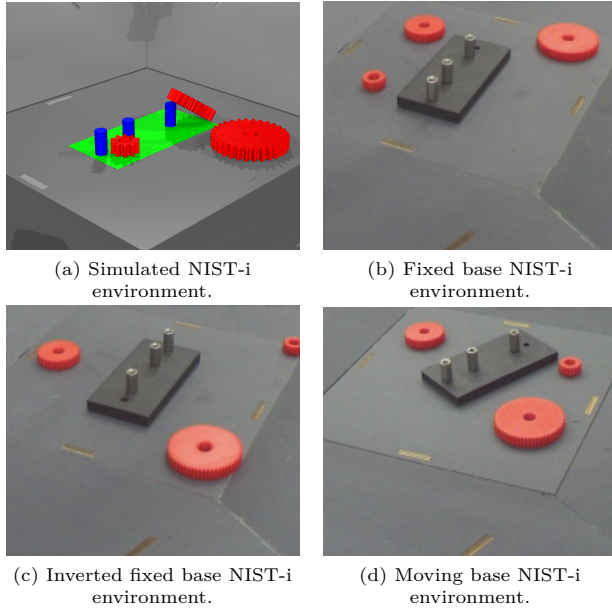 (a) Simulated NIST-i
environment.
(b) Fixed base NIST-i
environment.
(c) Inverted fixed base NIST-i
environment.
(d) Moving base NIST-i
environment.